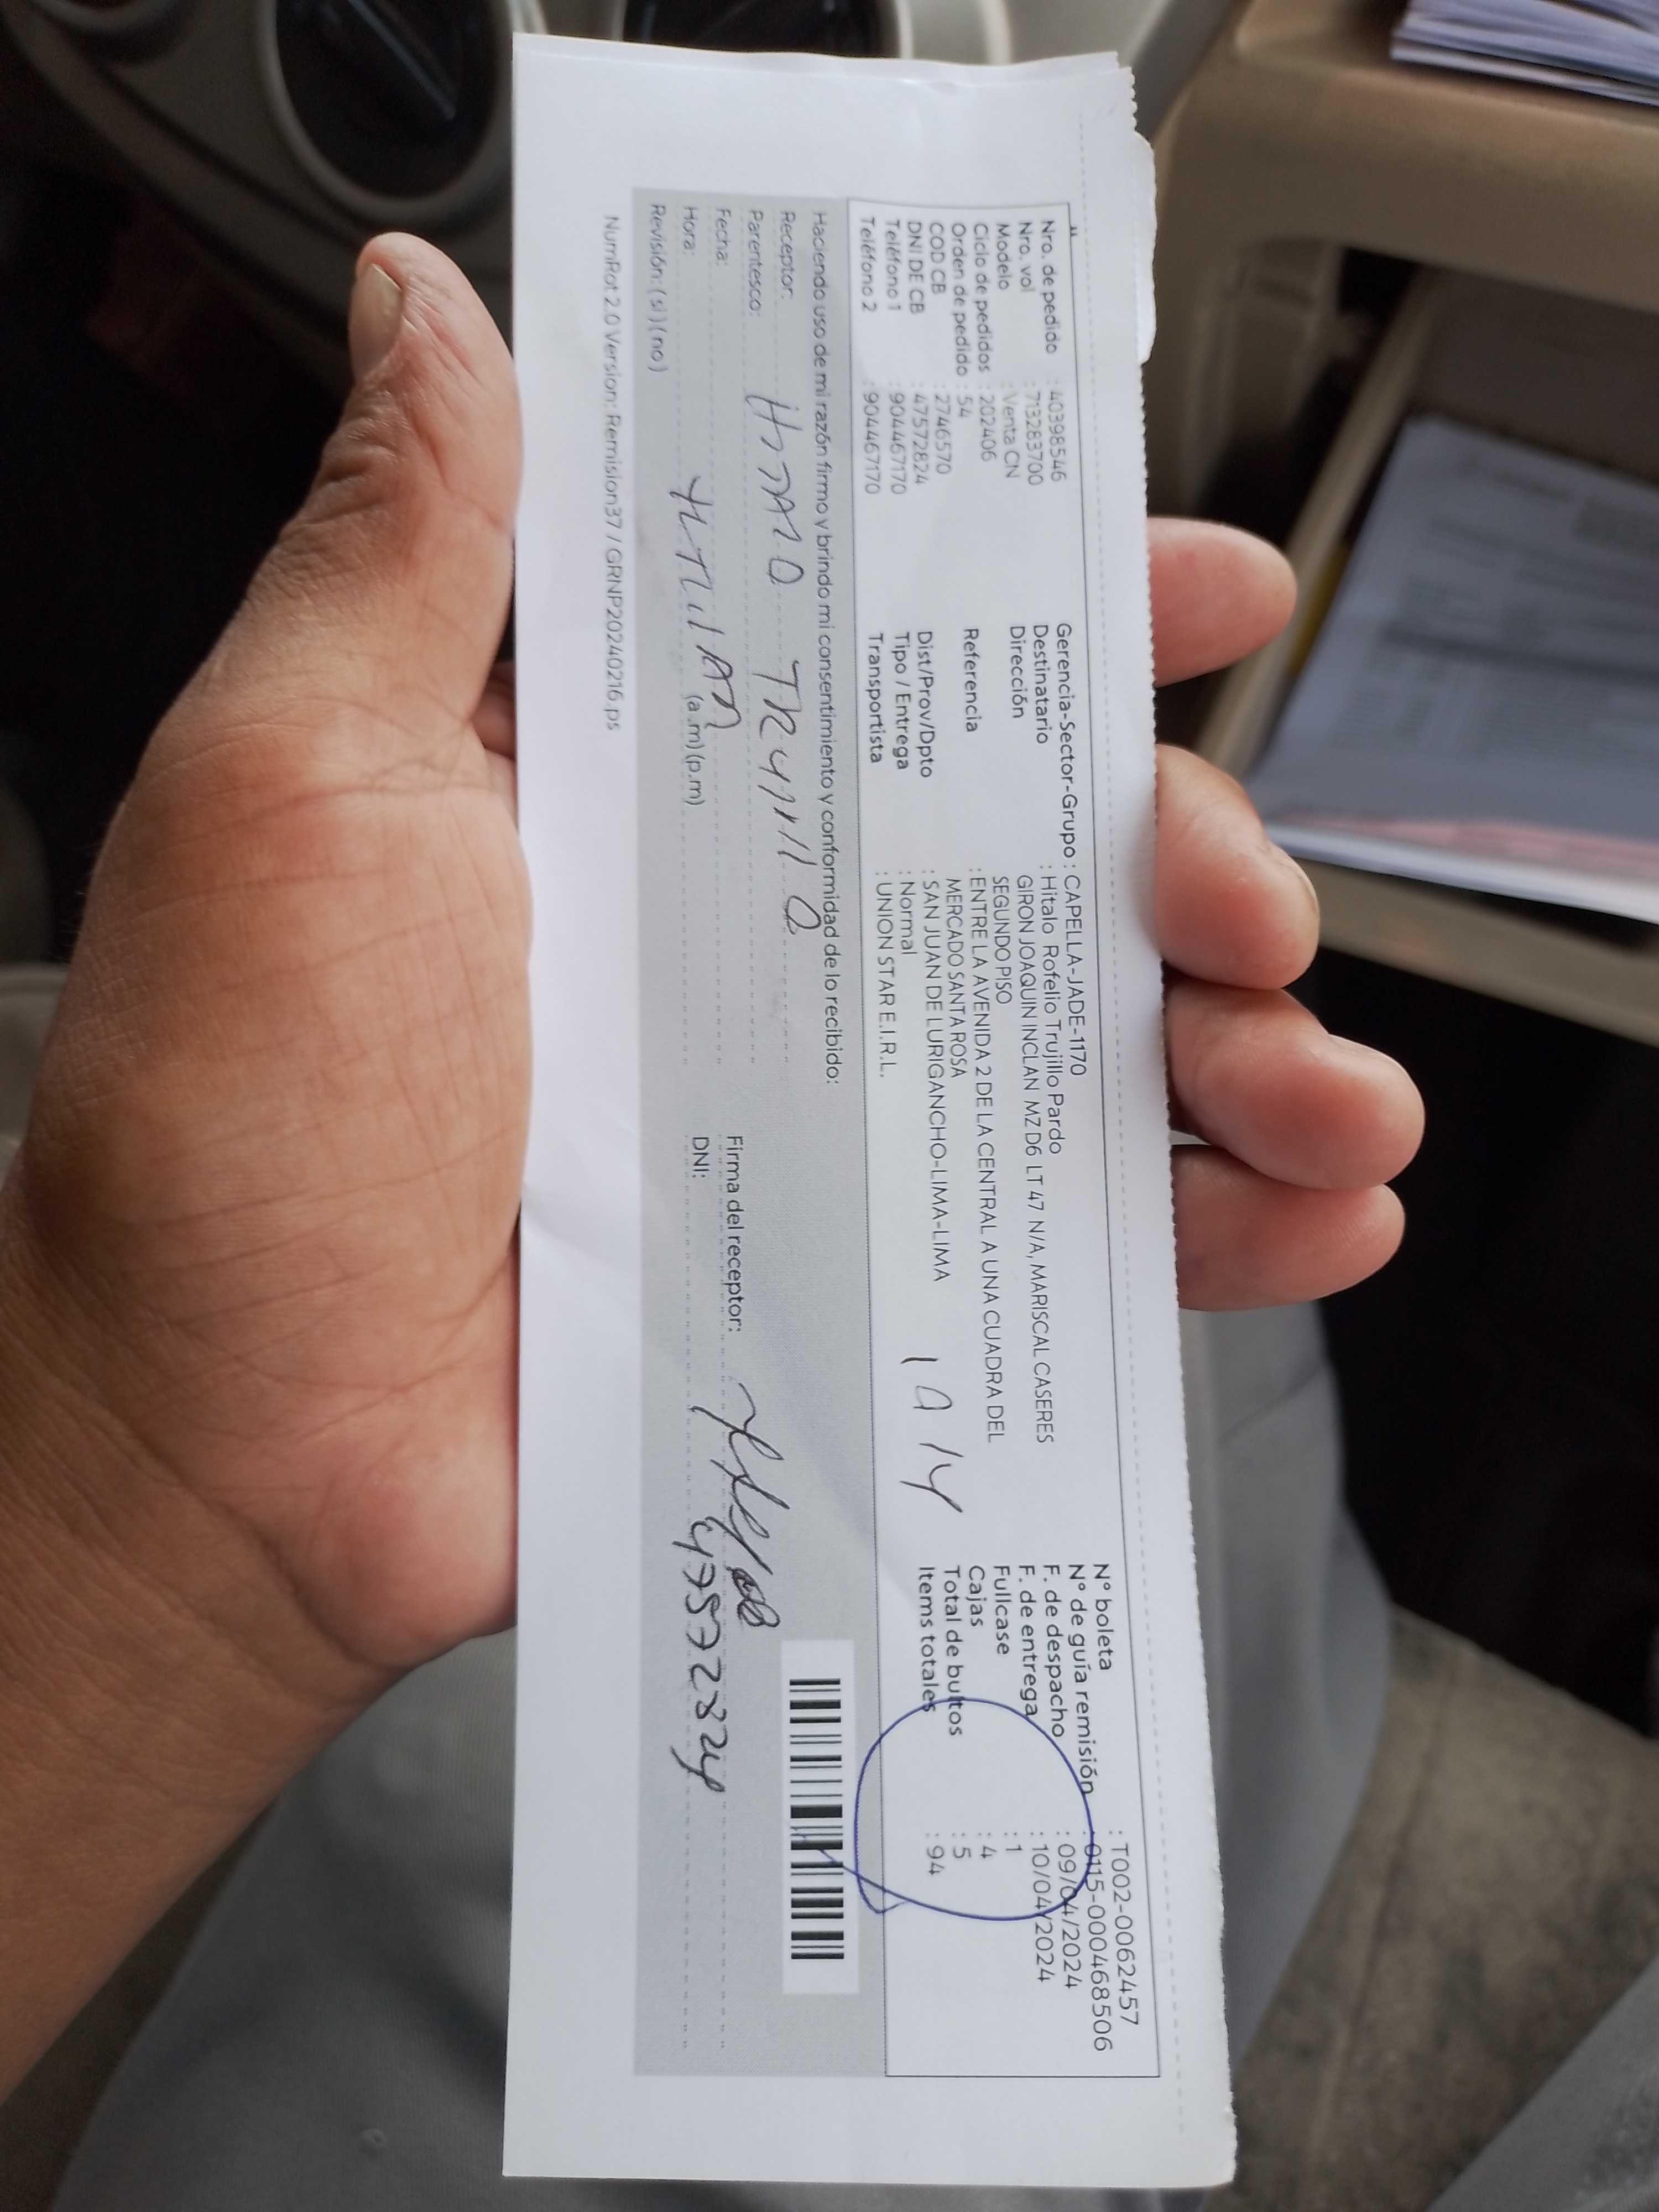 Nro. de pedido : 40398546
Nro. vol : 713283700
Modelo : Venta CN
Ciclo de pedidos : 202406
Orden de pedido : 54
COD CB : 2746570
DNI DE CB : 47572824
Teléfono 1 : 904467170
Teléfono 2 : 904467170
Gerencia-Sector-Grupo : CAPELLA-JADE-1170
Destinatario : Hitalo Rofelio Trujillo Pardo
Dirección GIRON JOAQUIN INCLAN MZ D6 LT 47 N/A, MARISCAL CASERES
SEGUNDO PISO
Referencia : ENTRE LA AVENIDA 2 DE LA CENTRAL A UNA CUADRA DEL
MERCADO SANTA ROSA
Dist/Prov/Dpto : SAN JUAN DE LURIGANCHO-LIMA-LIMA
Tipo / Entrega : Normal
Transportista : UNION STAR E.I.R.L.
N° boleta : T002-0062457
N° de guía remisión : 0115-000468506
F. de despacho : 09/04/2024
F. de entrega : 10/04/2024
Fullcase : 1
Cajas : 4
Total de bultos : 5
Items totales : 94
Haciendo uso de mi razón firmo y brindo mi consentimiento y conformidad de lo recibido:
Receptor:
Parentesco:
Fecha:
Hora: (a.m) (p.m)
Revisión: (si) (no)
Firma del receptor:
DNI: 47572824
NumRot 2.0 Version: Remision37 / GRNP20240216.ps